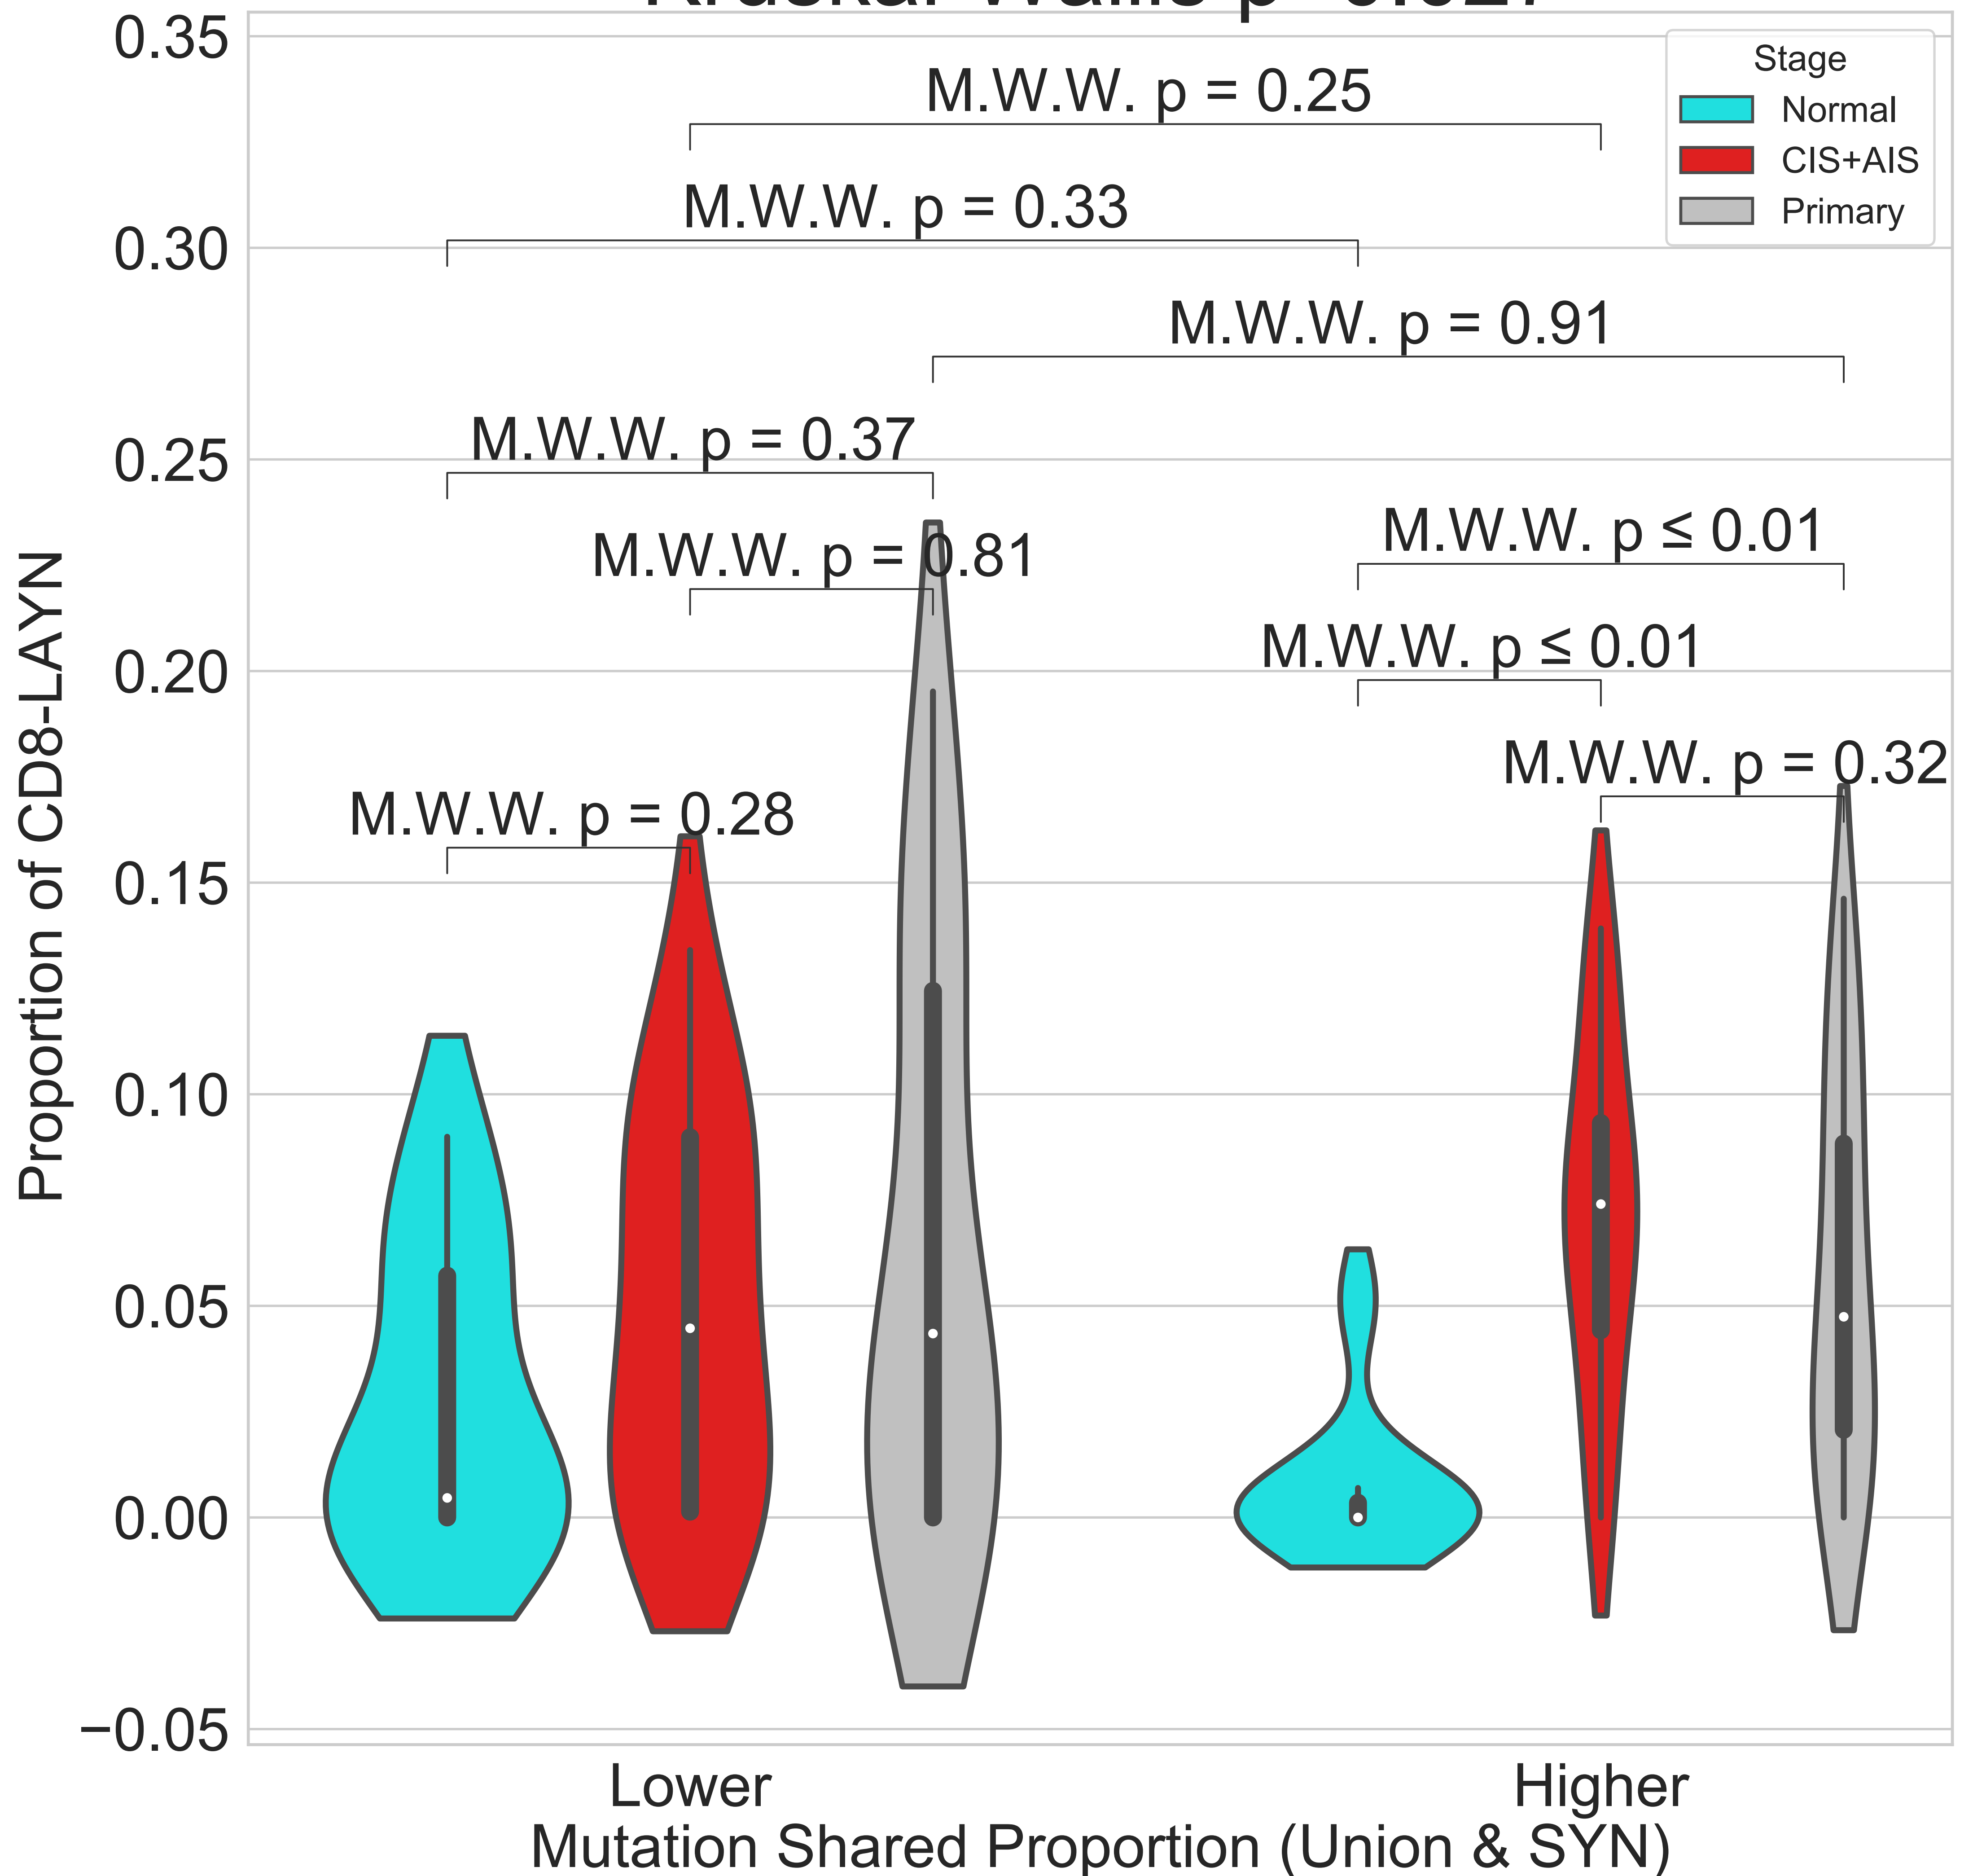 0.35
0.30
0.25
0.20
0.15
0.10
0.05
0.00
−0.05
Proportion of CD8-LAYN
Stage
Normal
CIS+AIS
Primary
M.W.W. p = 0.25
M.W.W. p = 0.33
M.W.W. p = 0.91
M.W.W. p = 0.37
M.W.W. p ≤ 0.01
M.W.W. p = 0.81
M.W.W. p ≤ 0.01
M.W.W. p = 0.32
M.W.W. p = 0.28
Lower
Higher
Mutation Shared Proportion (Union & SYN)